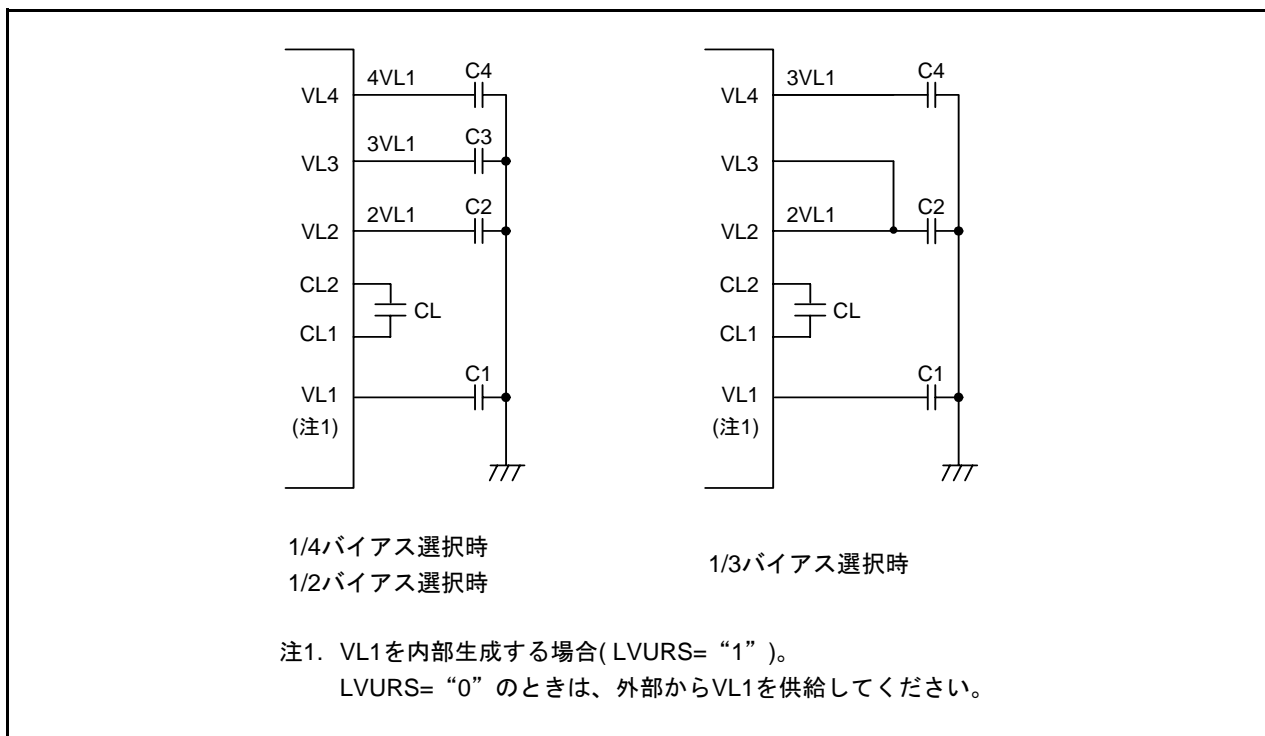 4VL1 C4
VL4
3VL1 C3
VL3
2VL1 C2
VL2
CL2
CL
CL1
C1
VL1
(注1)
3VL1 C4
VL4
VL3
2VL1 C2
VL2
CL2
CL
CL1
C1
VL1
(注1)
1/4バイアス選択時
1/2バイアス選択時
1/3バイアス選択時
注1. VL1を内部生成する場合( LVURS= “1” )。
LVURS= “0” のときは、外部からVL1を供給してください。